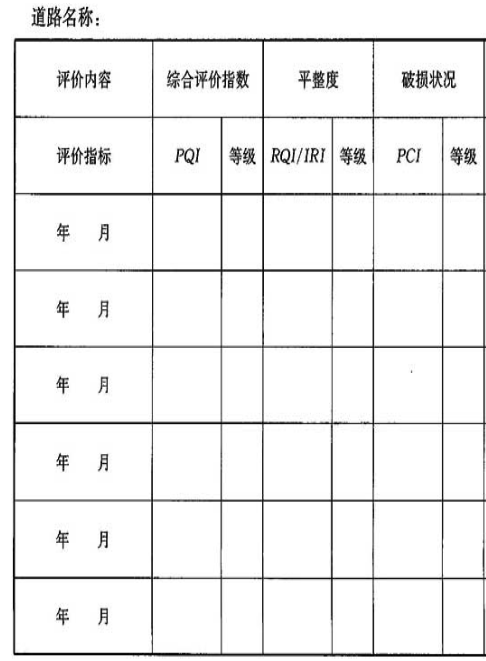 道路名称：
评价内容 综合评价指数 平整度 破损状况
评价指标 PQI 等级 RQI/IRI 等级 PCI 等级
年 月
年 月
年 月
年 月
年 月
年 月